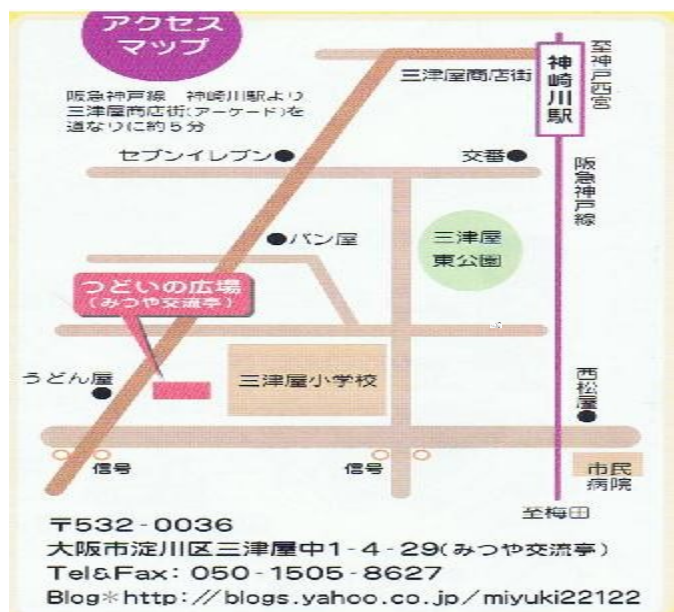 アクセス
マップ
阪急神戸線 神崎川駅より
三津屋商店街(アーケード)を
道なりに約5分
三津屋商店街
神崎川駅
至神戸西宮
阪急神戸線
セブンイレブン
交番
パン屋
三津屋
東公園
つどいの広場
(みつや交流亭)
うどん屋
三津屋小学校
西松屋
信号
信号
市民
病院
至梅田
〒532-0036
大阪市淀川区三津屋中1-4-29(みつや交流亭)
Tel&Fax: 050-1505-8627
Blog*http://blogs.yahoo.co.jp/miyuki22122